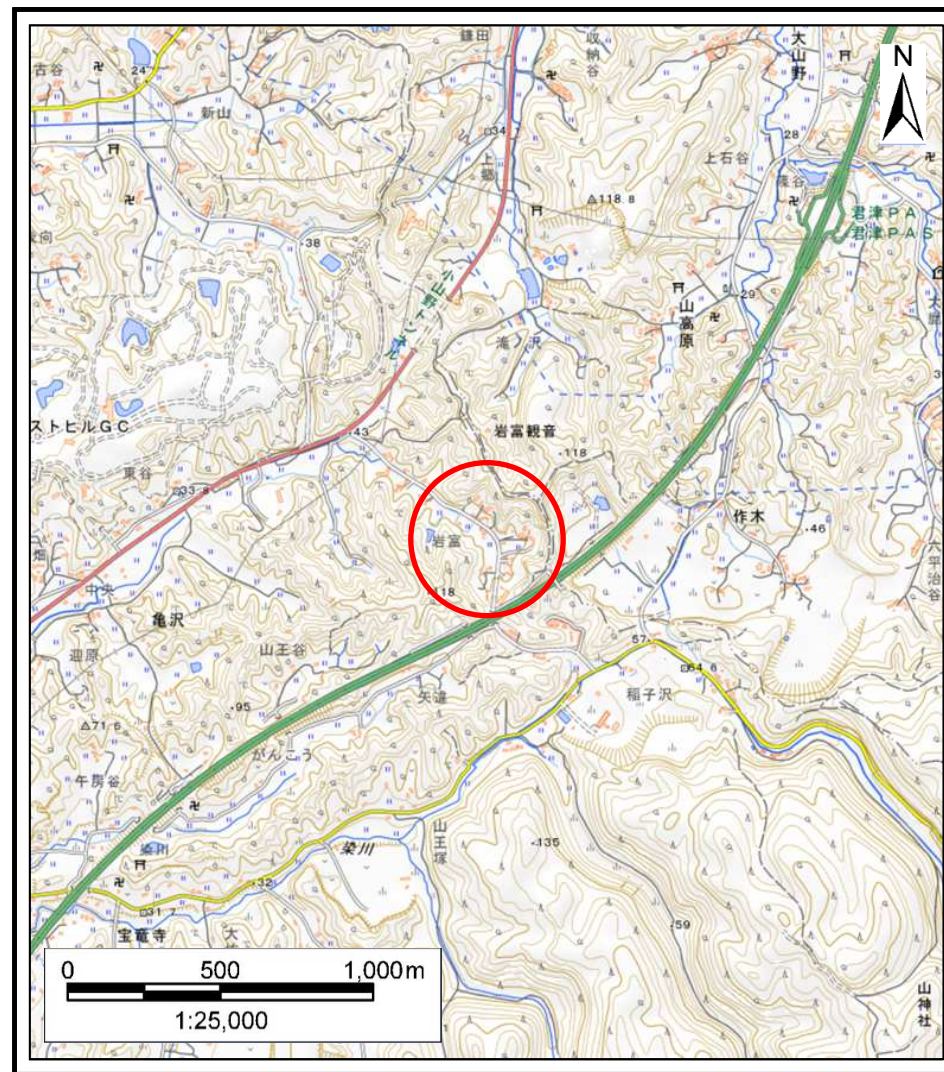 鎌田
収納谷
大山野
N
古谷
24
新山
34
上郷
28
上石谷
118.8
君津PA
君津PAS
38
小山野トンネル
29
山高原
滝ノ沢
ストヒルGC
43
岩富観音
118
東谷
33.8
作木
46
岩富
六平治谷
畑
中央
118
亀沢
57
迎原
山王谷
64.6
矢違
稲子沢
95
71.6
がんこう
午房谷
山王塚
135
染川
染川
32
31.7
59
宝竜寺
山神社
0 500 1,000m
1:25,000